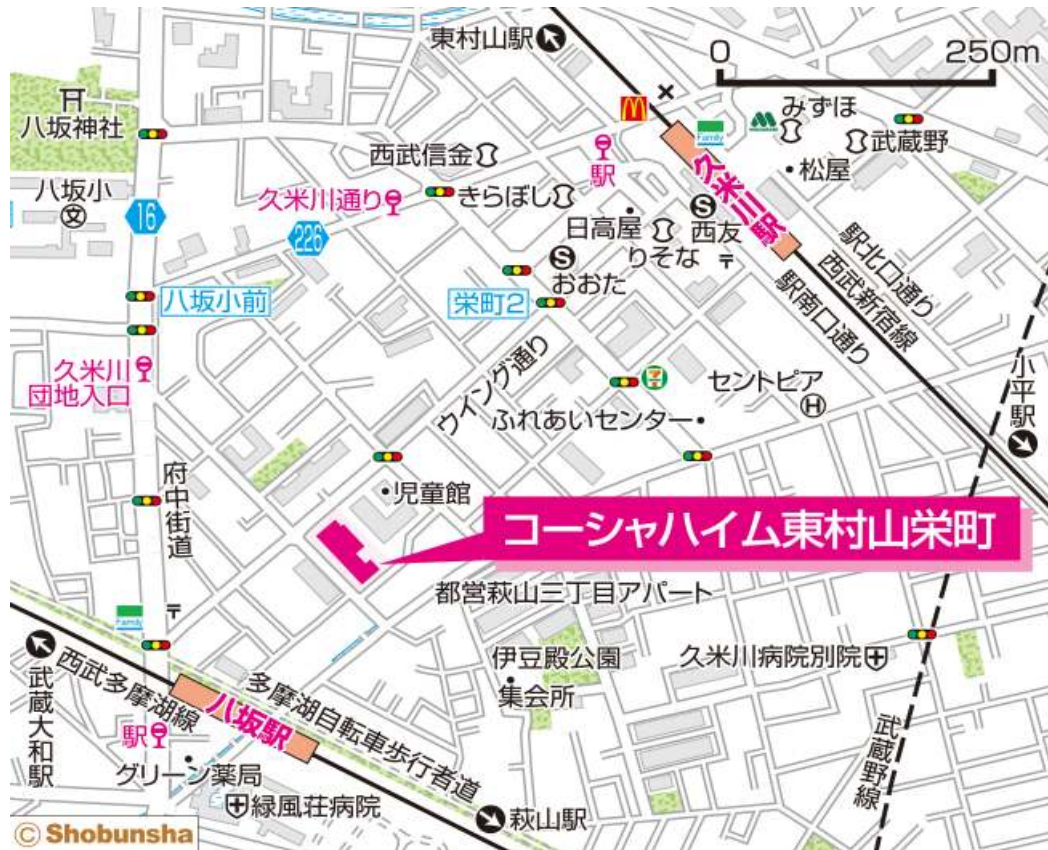 東村山駅
0 250m
八坂神社
みずほ
武蔵野
Family
西武信金
駅
松屋
八坂小
文
久米川通り
きらぼし
久米川駅
16
226
日高屋
S
西友
りそな
〒
駅北口通り
西武新宿線
駅南口通り
S
おおた
八坂小前
栄町2
小平駅
久米川
団地入口
ウイング通り
セントピア
H
ふれあいセンター
府中街道
児童館
コーシャハイム東村山栄町
都営萩山三丁目アパート
Family
〒
伊豆殿公園
久米川病院別院
集会所
武蔵大和駅
西武多摩湖線
八坂駅
多摩湖自転車歩行者道
武蔵野線
駅
グリーン薬局
緑風荘病院
萩山駅
© Shobunsha